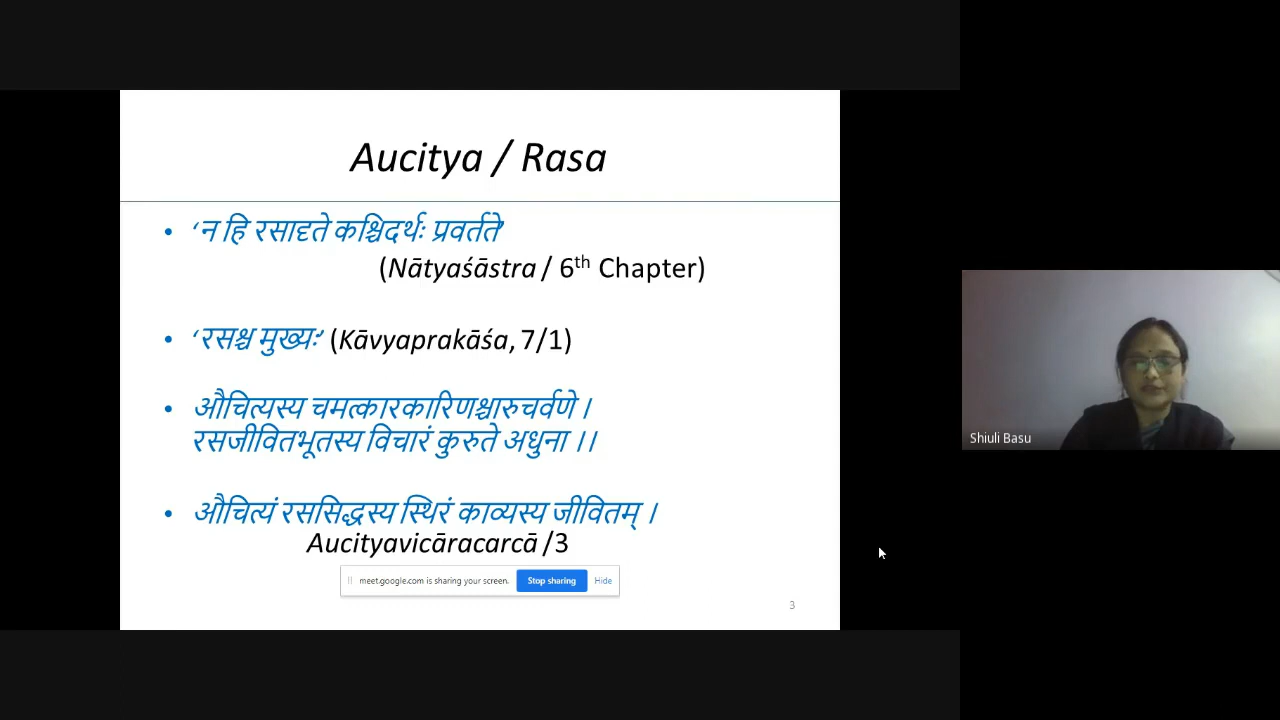 Aucitya / Rasa
• ‘न हि रसादृते कश्चिदर्थः प्रवर्तते’
(Nātyaśāstra / 6th Chapter)
• ‘रसश्च मुख्यः’ (Kāvyaprakāśa, 7/1)
• औचित्यस्य चमत्कारकारिणश्चारुचर्वणे ।
रसजीवितभूतस्य विचारं कुरुते अधुना ।।
• औचित्यं रससिद्धस्य स्थिरं काव्यस्य जीवितम् ।
Aucityavicāracarcā /3
meet.google.com is sharing your screen. Stop sharing Hide
3
Shiuli Basu